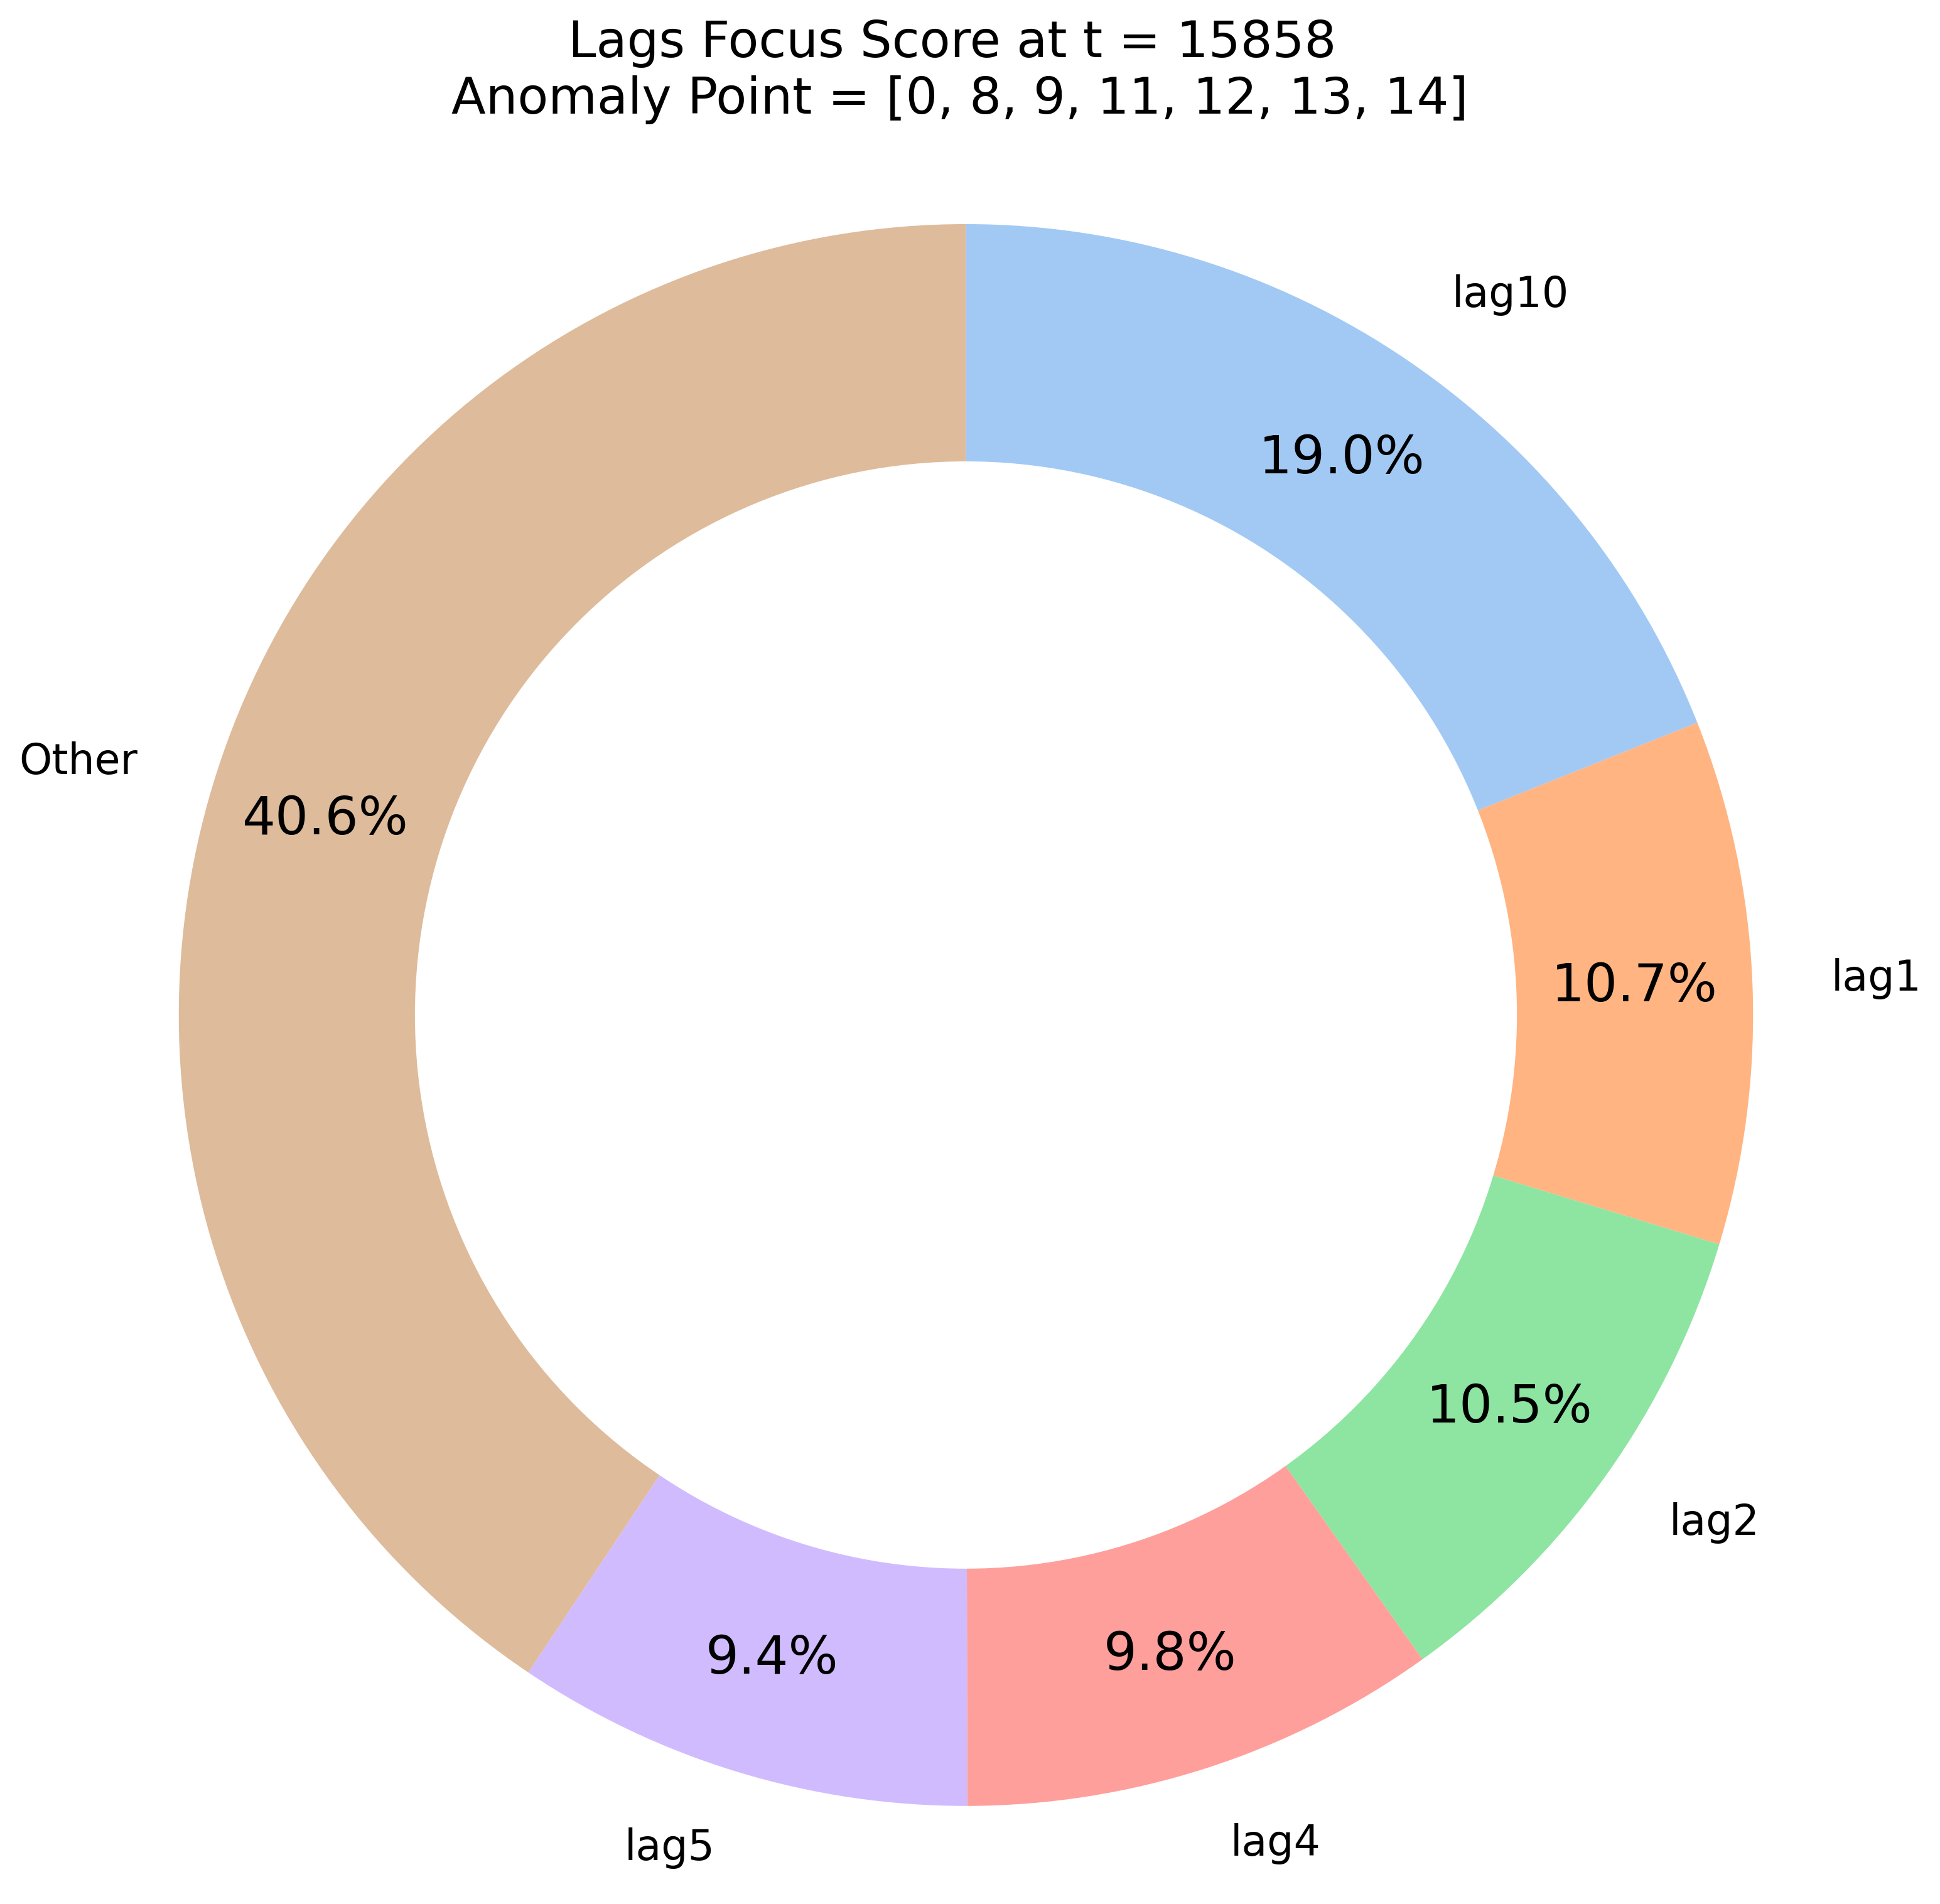 Lags Focus Score at t = 15858
Anomaly Point = [0, 8, 9, 11, 12, 13, 14]
lag10
19.0%
Other
40.6%
lag1
10.7%
10.5%
lag2
9.4%
9.8%
lag5
lag4